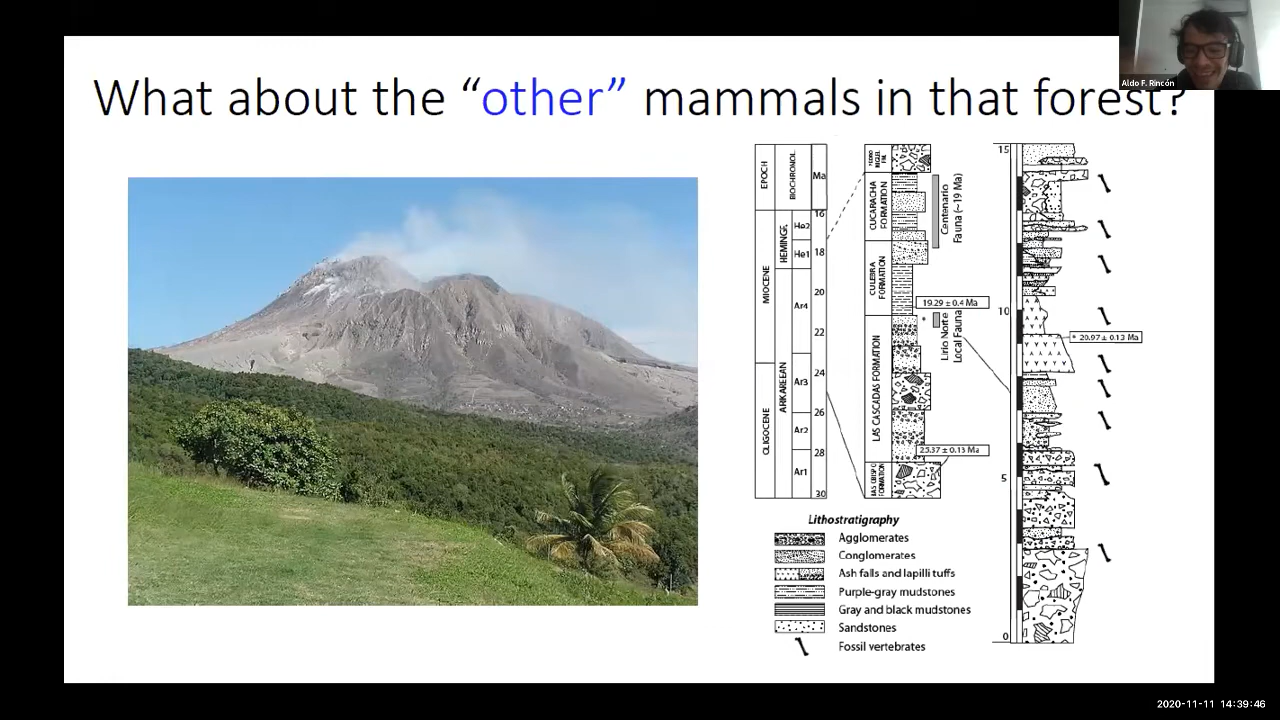 What about the “other” mammals in that forest?
Aldo F. Rincón
EPOCH
BIOCHRONOL.
Ma
MIOCENE
OLIGOCENE
HEMINGF.
ARIKAREEAN
He2
He1
Ar4
Ar3
Ar2
Ar1
16
18
20
22
24
26
28
30
CUCARACHA
FORMATION
CULEBRA
FORMATION
LAS CASCADAS FORMATION
FORMATION
Centenario
Fauna (~19 Ma)
19.29 ± 0.4 Ma
*
Lirio Norte
Local Fauna
25.37 ± 0.13 Ma
15
10
5
0
* 20.97 ± 0.13 Ma
Lithostratigraphy
Agglomerates
Conglomerates
Ash falls and lapilli tuffs
Purple-gray mudstones
Gray and black mudstones
Sandstones
Fossil vertebrates
2020-11-11 14:39:46